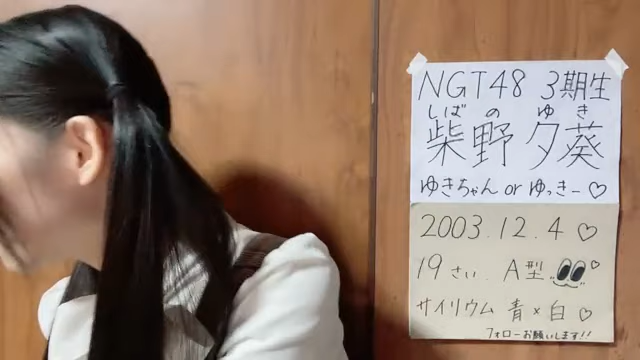 NGT48 3期生
しばの ゆき
柴野夕葵
ゆきちゃん or ゆっきー♡
2003.12.4 ♡
19さい. A型.
サイリウム 青×白 ♡
フォローお願いします!!